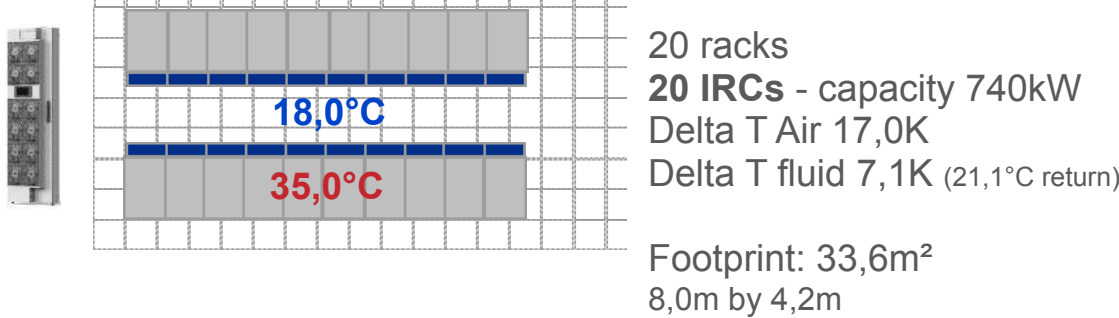 18,0°C
35,0°C
20 racks
20 IRCs - capacity 740kW
Delta T Air 17,0K
Delta T fluid 7,1K (21,1°C return)
Footprint: 33,6m²
8,0m by 4,2m